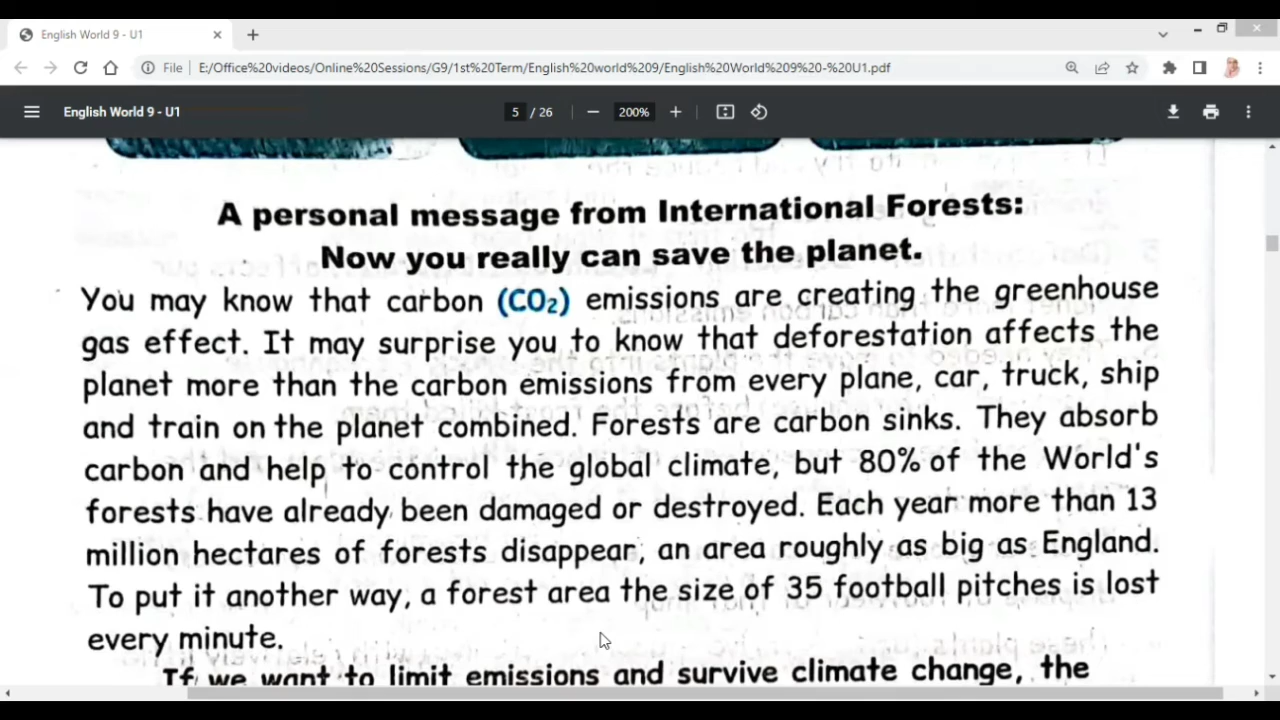 English World 9 - U1
File E:/Office%20videos/Online%20Sessions/G9/1st%20Term/English%20world%209/English%20World%209%20-%20U1.pdf
English World 9 - U1 5 / 26 200%
A personal message from International Forests:
Now you really can save the planet.
You may know that carbon (CO₂) emissions are creating the greenhouse
gas effect. It may surprise you to know that deforestation affects the
planet more than the carbon emissions from every plane, car, truck, ship
and train on the planet combined. Forests are carbon sinks. They absorb
carbon and help to control the global climate, but 80% of the World's
forests have already been damaged or destroyed. Each year more than 13
million hectares of forests disappear, an area roughly as big as England.
To put it another way, a forest area the size of 35 football pitches is lost
every minute.
If we want to limit emissions and survive climate change, the